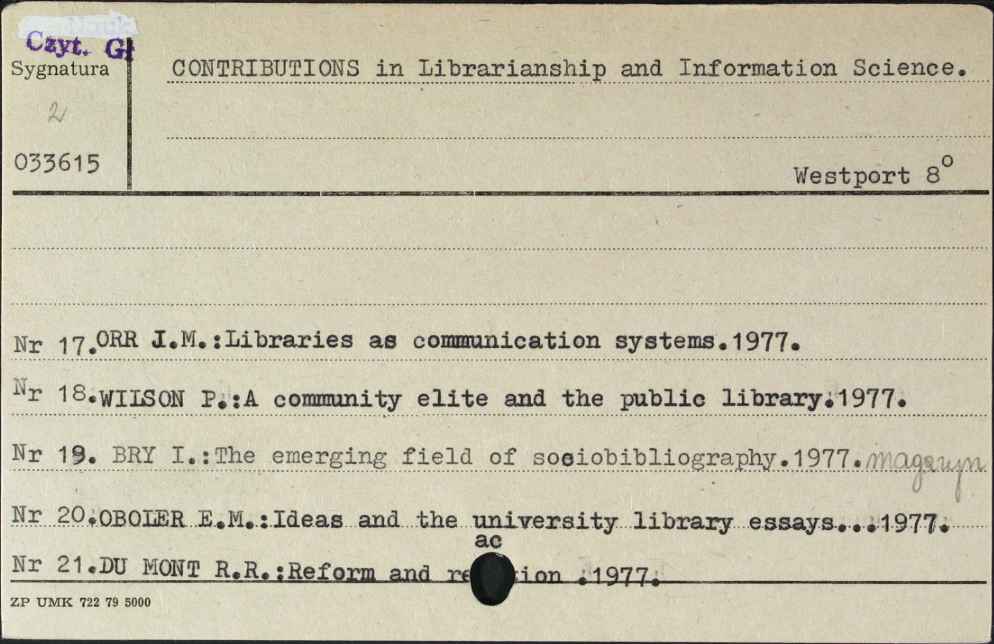 Czyt. Gł
Sygnatura
CONTRIBUTIONS in Librarianship and Information Science.
2
033615
Westport 8⁰
Nr 17.ORR J.M.:Libraries as communication systems.1977.
Nr 18.WILSON P.:A community elite and the public library.1977.
Nr 19. BRY I.:The emerging field of sociobibliography.1977. magazyn
Nr 20.OBOLER E.M.:Ideas and the university library essays...1977.
ac
Nr 21.DU MONT R.R.:Reform and re ion .1977.
ZP UMK 722 79 5000